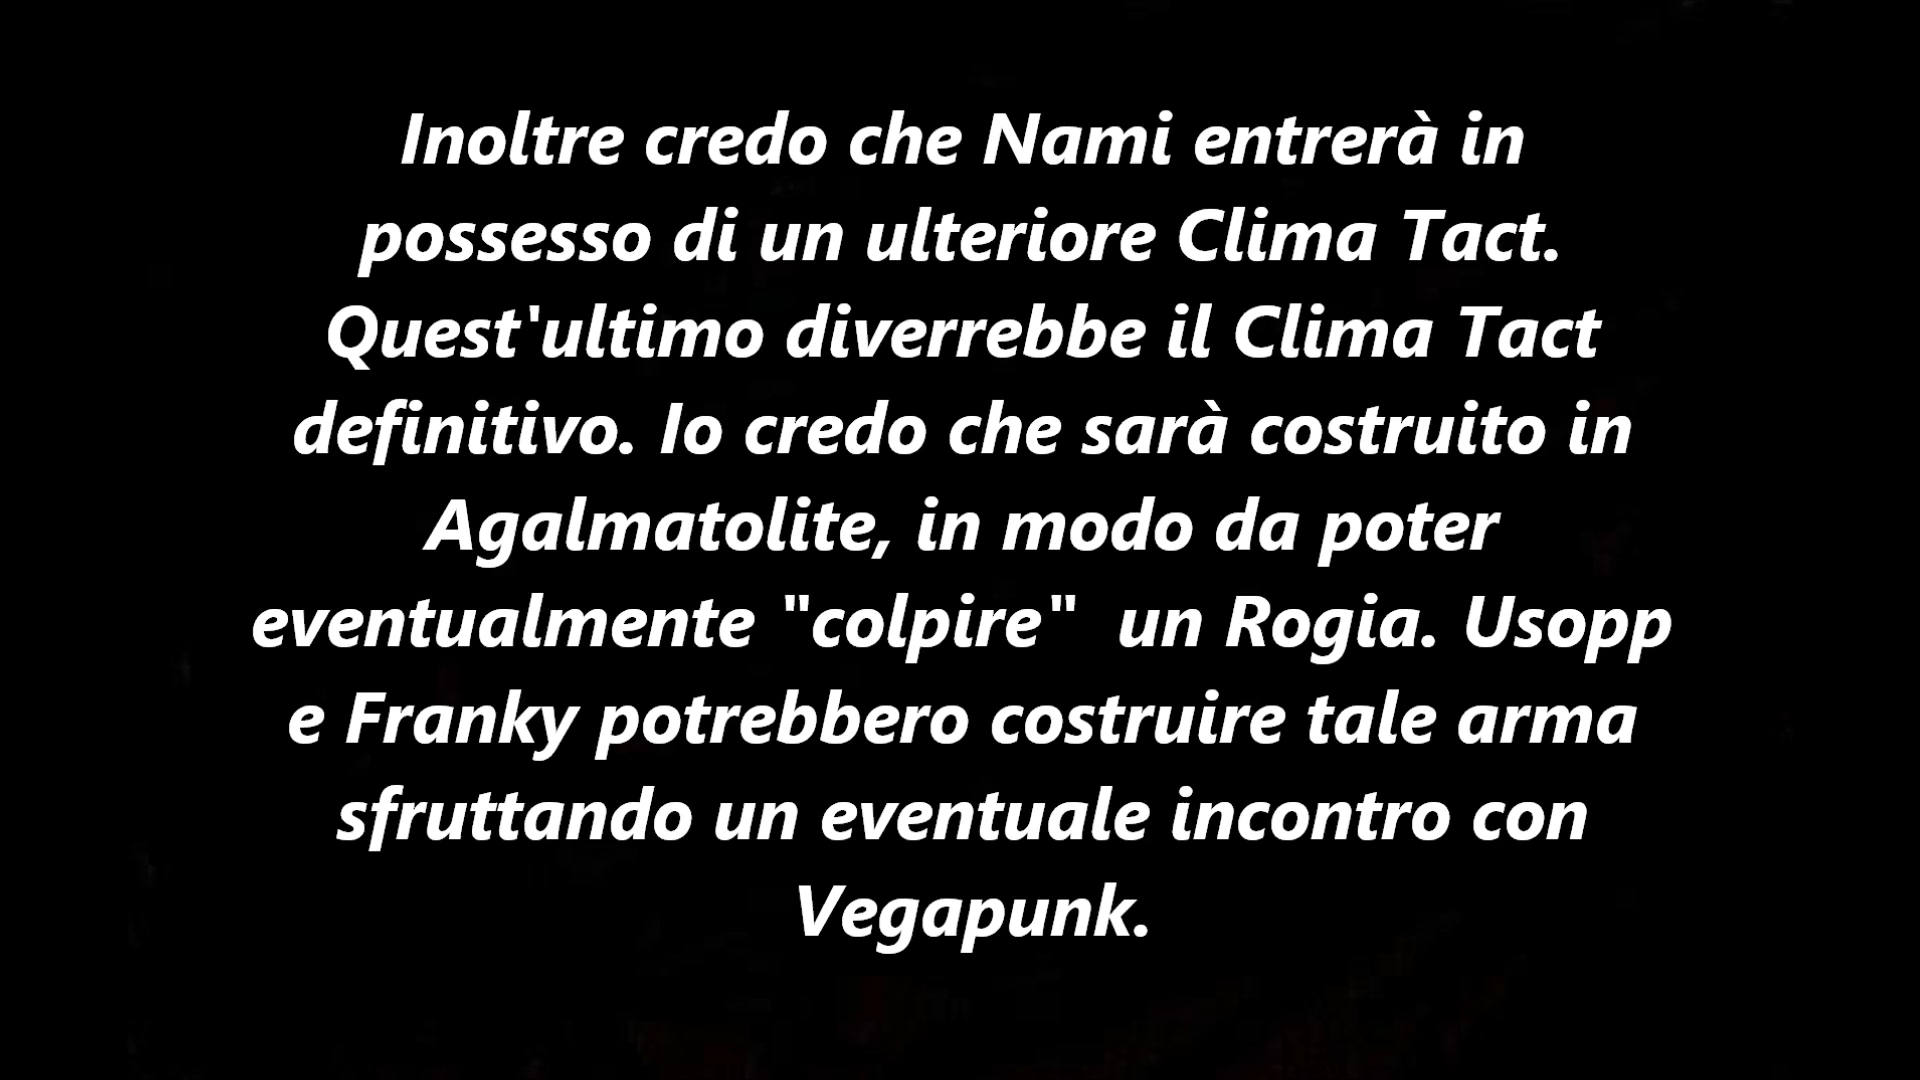 Inoltre credo che Nami entrerà in
possesso di un ulteriore Clima Tact.
Quest'ultimo diverrebbe il Clima Tact
definitivo. Io credo che sarà costruito in
Agalmatolite, in modo da poter
eventualmente "colpire"  un Rogia. Usopp
e Franky potrebbero costruire tale arma
sfruttando un eventuale incontro con
Vegapunk.